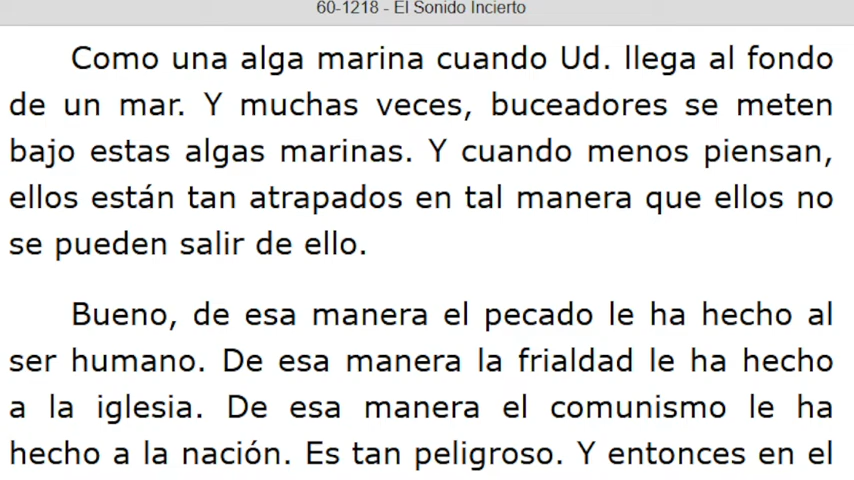 60-1218 - El Sonido Incierto
Como una alga marina cuando Ud. llega al fondo
de un mar. Y muchas veces, buceadores se meten
bajo estas algas marinas. Y cuando menos piensan,
ellos están tan atrapados en tal manera que ellos no
se pueden salir de ello.
Bueno, de esa manera el pecado le ha hecho al
ser humano. De esa manera la frialdad le ha hecho
a la iglesia. De esa manera el comunismo le ha
hecho a la nación. Es tan peligroso. Y entonces en el